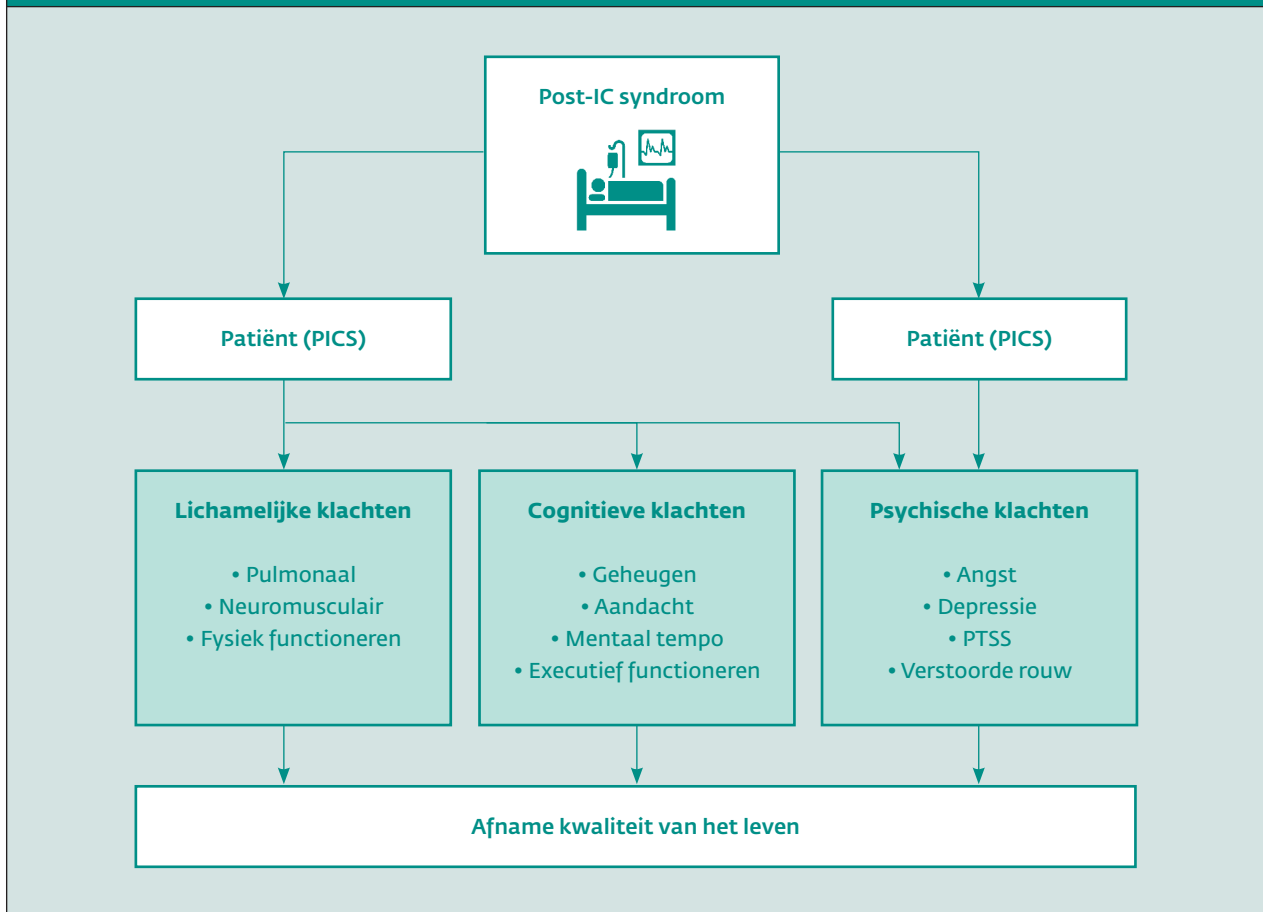 Post-IC syndroom
Patiënt (PICS)
Patiënt (PICS)
Lichamelijke klachten
• Pulmonaal
• Neuromusculair
• Fysiek functioneren
Cognitieve klachten
• Geheugen
• Aandacht
• Mentaal tempo
• Executief functioneren
Psychische klachten
• Angst
• Depressie
• PTSS
• Verstoorde rouw
Afname kwaliteit van het leven